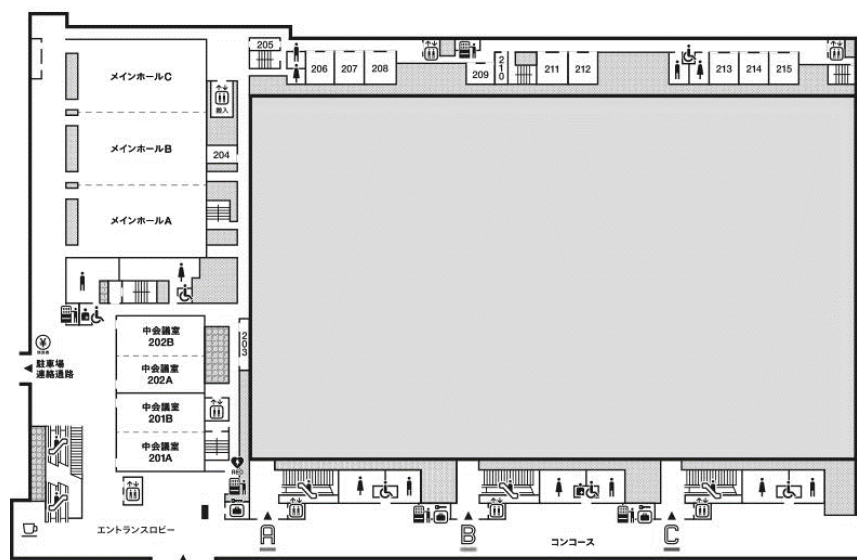 205
206
207
208
209
210
211
212
213
214
215
メインホールC
搬入
メインホールB
204
メインホールA
中会議室
202B
203
中会議室
202A
駐車場
連絡通路
中会議室
201B
中会議室
201A
AED
エントランスロビー
A
B
C
コンコース